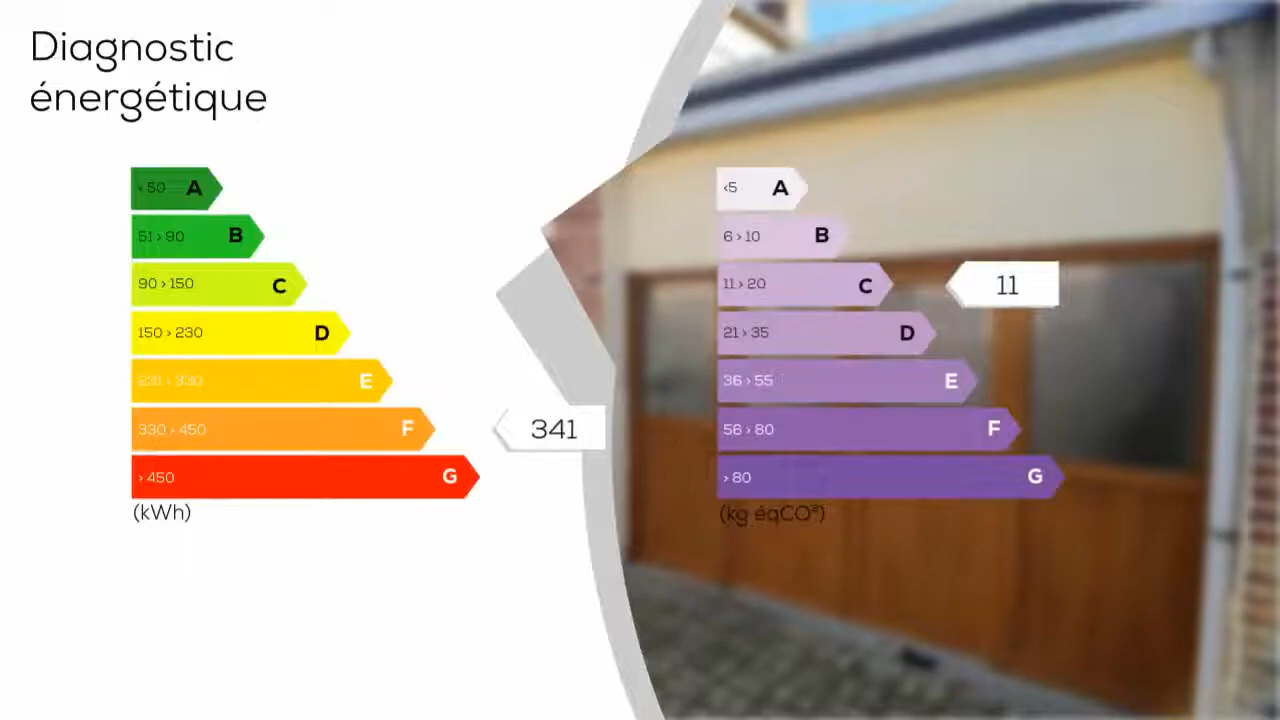 Diagnostic
énergétique
< 50 A
51 > 90 B
90 > 150 C
150 > 230 D
231 > 330 E
330 > 450 F
341
> 450 G
(kWh)
<5 A
6 > 10 B
11 > 20 C
11
21 > 35 D
36 > 55 E
56 > 80 F
> 80 G
(kg éqCO²)